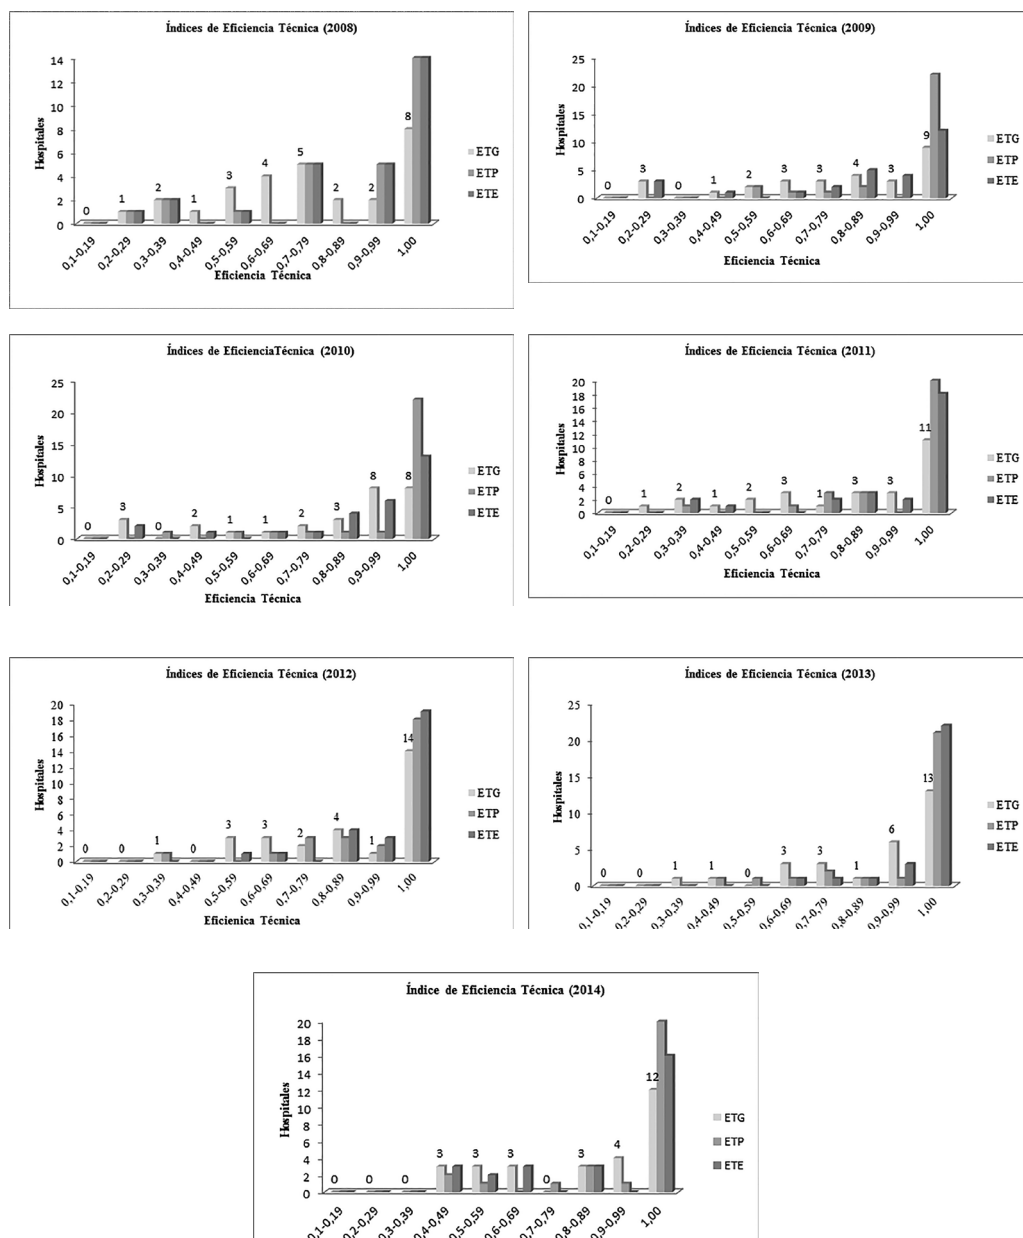 Índices de Eficiencia Técnica (2008)
Hospitales
14
12
10
8
6
4
2
0
0 1 2 1 3 4 5 2 2 8
0,1-0,19 0,2-0,29 0,3-0,39 0,4-0,49 0,5-0,59 0,6-0,69 0,7-0,79 0,8-0,89 0,9-0,99 1,00
Eficiencia Técnica
ETG
ETP
ETE
Índices de Eficiencia Técnica (2009)
Hospitales
25
20
15
10
5
0
0 3 0 1 2 3 3 4 3 9
0,1-0,19 0,2-0,29 0,3-0,39 0,4-0,49 0,5-0,59 0,6-0,69 0,7-0,79 0,8-0,89 0,9-0,99 1,00
Eficiencia Técnica
ETG
ETP
ETE
Índices de EficienciaTécnica (2010)
Hospitales
25
20
15
10
5
0
0 3 0 2 1 1 2 3 8 8
0,1-0,19 0,2-0,29 0,3-0,39 0,4-0,49 0,5-0,59 0,6-0,69 0,7-0,79 0,8-0,89 0,9-0,99 1,00
Eficiencia Técnica
ETG
ETP
ETE
Índices de Eficiencia Técnica (2011)
Hospitales
20
18
16
14
12
10
8
6
4
2
0
0 1 2 1 2 3 1 3 3 11
0,1-0,19 0,2-0,29 0,3-0,39 0,4-0,49 0,5-0,59 0,6-0,69 0,7-0,79 0,8-0,89 0,9-0,99 1,00
Eficiencia Técnica
ETG
ETP
ETE
Índices de Eficiencia Técnica (2012)
Hospitales
20
18
16
14
12
10
8
6
4
2
0
0 0 1 0 3 3 2 4 1 14
0,1-0,19 0,2-0,29 0,3-0,39 0,4-0,49 0,5-0,59 0,6-0,69 0,7-0,79 0,8-0,89 0,9-0,99 1,00
Eficienica Técnica
ETG
ETP
ETE
Índices de Eficiencia Técnica (2013)
Hospitales
25
20
15
10
5
0
0 0 1 1 0 3 3 1 6 13
0,1-0,19 0,2-0,29 0,3-0,39 0,4-0,49 0,5-0,59 0,6-0,69 0,7-0,79 0,8-0,89 0,9-0,99 1,00
ETG
ETP
ETE
Índice de Eficiencia Técnica (2014)
Hospitales
20
18
16
14
12
10
8
6
4
2
0
0 0 0 3 3 3 0 3 4 12
0,1-0,19 0,2-0,29 0,3-0,39 0,4-0,49 0,5-0,59 0,6-0,69 0,7-0,79 0,8-0,89 0,9-0,99 1,00
ETG
ETP
ETE